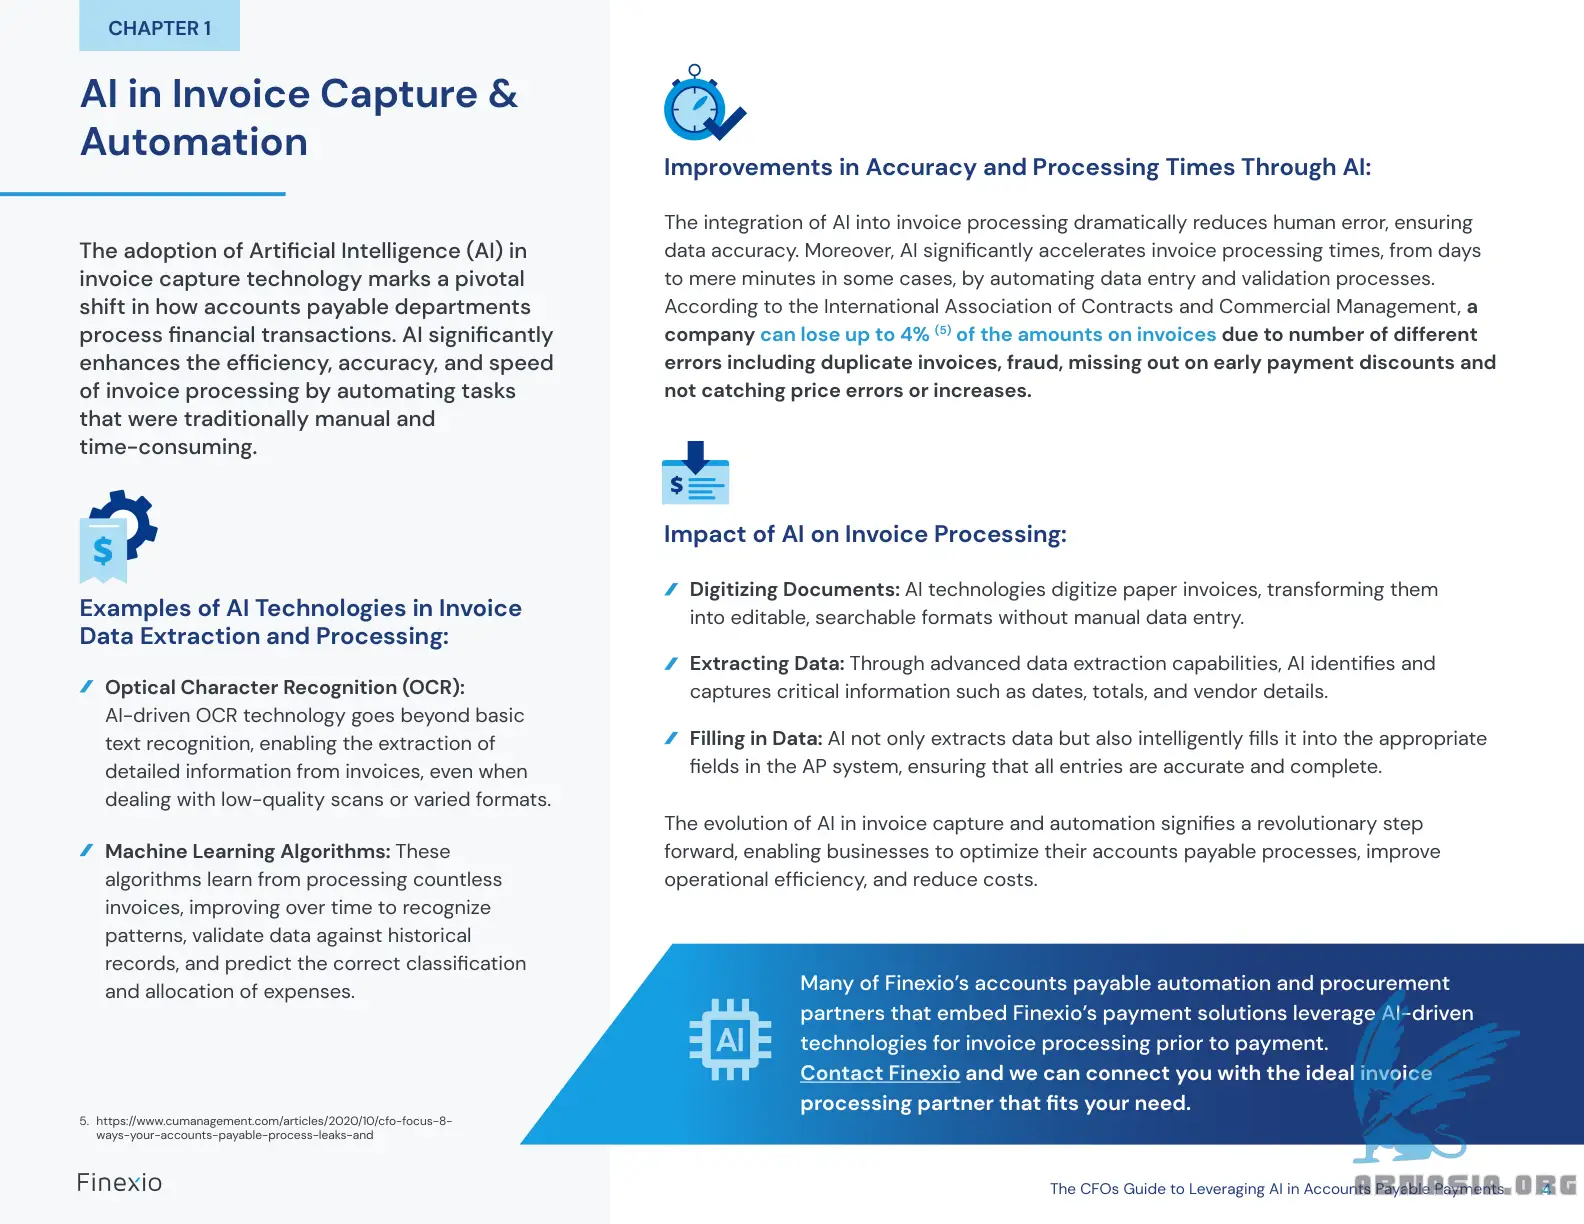 CHAPTER 1
AI in Invoice Capture &
Automation
The adoption of Artificial Intelligence (AI) in
invoice capture technology marks a pivotal
shift in how accounts payable departments
process financial transactions. AI significantly
enhances the efficiency, accuracy, and speed
of invoice processing by automating tasks
that were traditionally manual and
time-consuming.
$
Examples of AI Technologies in Invoice
Data Extraction and Processing:
Optical Character Recognition (OCR):
AI-driven OCR technology goes beyond basic
text recognition, enabling the extraction of
detailed information from invoices, even when
dealing with low-quality scans or varied formats.
Machine Learning Algorithms: These
algorithms learn from processing countless
invoices, improving over time to recognize
patterns, validate data against historical
records, and predict the correct classification
and allocation of expenses.
5. https://www.cumanagement.com/articles/2020/10/cfo-focus-8-
ways-your-accounts-payable-process-leaks-and
Finexio
Improvements in Accuracy and Processing Times Through AI:
The integration of AI into invoice processing dramatically reduces human error, ensuring
data accuracy. Moreover, AI significantly accelerates invoice processing times, from days
to mere minutes in some cases, by automating data entry and validation processes.
According to the International Association of Contracts and Commercial Management, a
company can lose up to 4% (5) of the amounts on invoices due to number of different
errors including duplicate invoices, fraud, missing out on early payment discounts and
not catching price errors or increases.
$
Impact of AI on Invoice Processing:
Digitizing Documents: AI technologies digitize paper invoices, transforming them
into editable, searchable formats without manual data entry.
Extracting Data: Through advanced data extraction capabilities, AI identifies and
captures critical information such as dates, totals, and vendor details.
Filling in Data: AI not only extracts data but also intelligently fills it into the appropriate
fields in the AP system, ensuring that all entries are accurate and complete.
The evolution of AI in invoice capture and automation signifies a revolutionary step
forward, enabling businesses to optimize their accounts payable processes, improve
operational efficiency, and reduce costs.
AI
Many of Finexio's accounts payable automation and procurement
partners that embed Finexio's payment solutions leverage AI-driven
technologies for invoice processing prior to payment.
Contact Finexio and we can connect you with the ideal invoice
processing partner that fits your need.
The CFOs Guide to Leveraging AI in Accounts Payable Payments 4
ARMASIA.ORG